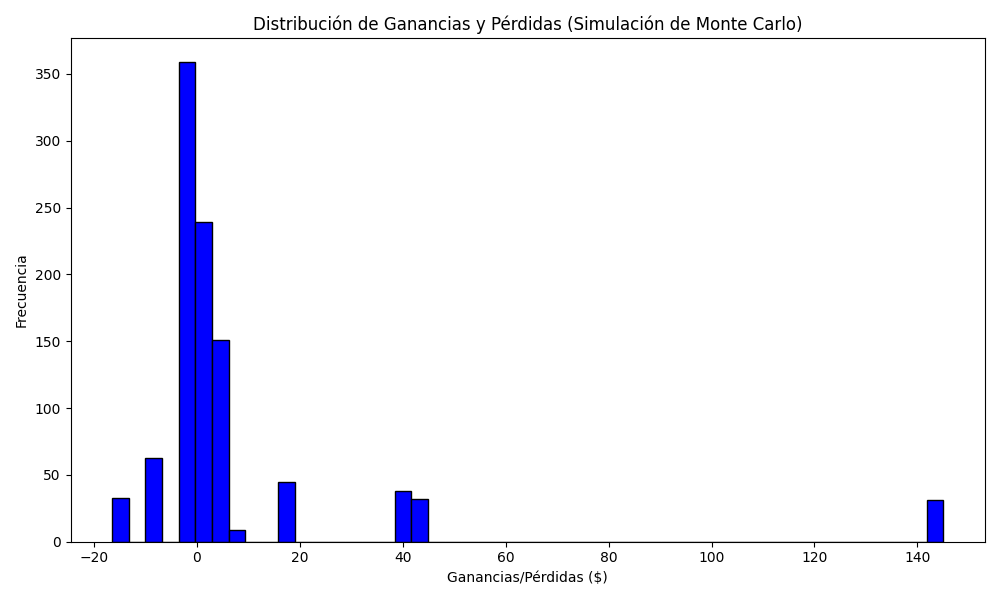 Distribución de Ganancias y Pérdidas (Simulación de Monte Carlo)
350
300
250
200
150
100
50
0
Frecuencia
−20 0 20 40 60 80 100 120 140
Ganancias/Pérdidas ($)